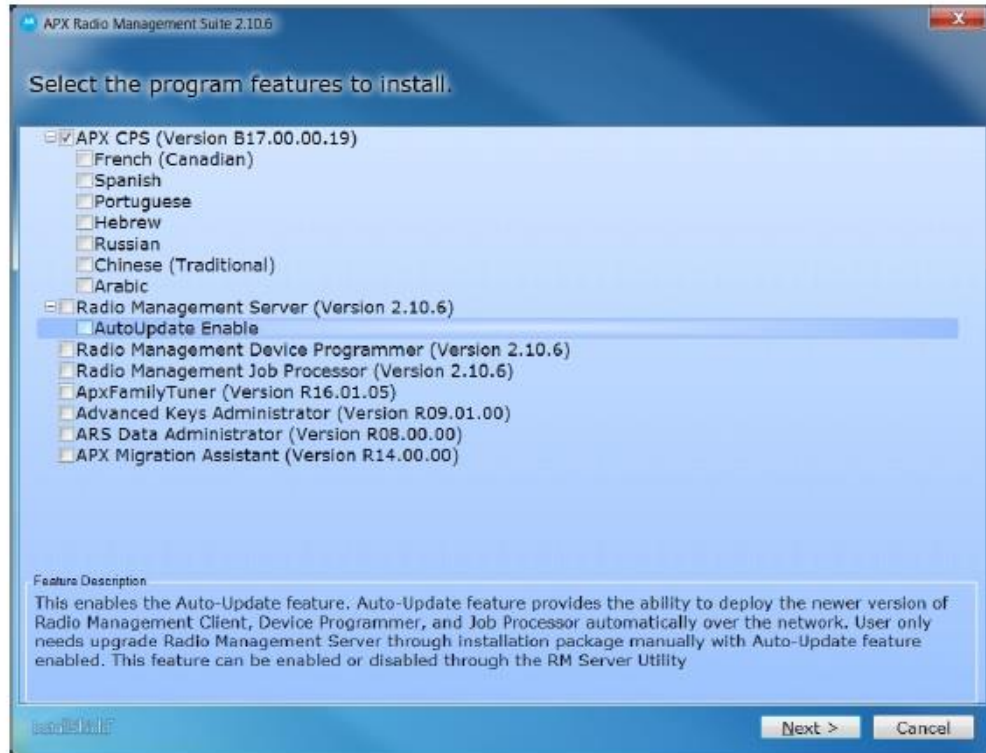 APX Radio Management Suite 2.10.6
Select the program features to install.
APX CPS (Version B17.00.00.19)
French (Canadian)
Spanish
Portuguese
Hebrew
Russian
Chinese (Traditional)
Arabic
Radio Management Server (Version 2.10.6)
AutoUpdate Enable
Radio Management Device Programmer (Version 2.10.6)
Radio Management Job Processor (Version 2.10.6)
ApxFamilyTuner (Version R16.01.05)
Advanced Keys Administrator (Version R09.01.00)
ARS Data Administrator (Version R08.00.00)
APX Migration Assistant (Version R14.00.00)
Feature Description
This enables the Auto-Update feature. Auto-Update feature provides the ability to deploy the newer version of
Radio Management Client, Device Programmer, and Job Processor automatically over the network. User only
needs upgrade Radio Management Server through installation package manually with Auto-Update feature
enabled. This feature can be enabled or disabled through the RM Server Utility
InstallShield
Next >
Cancel